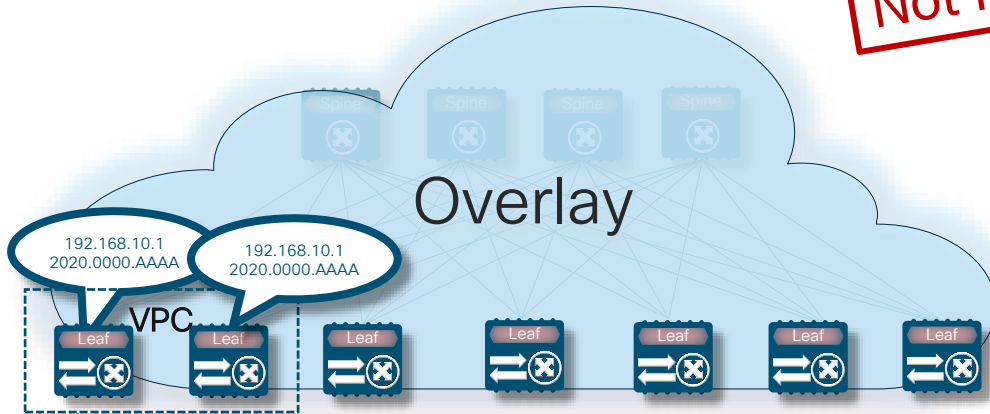 Not
Spine
Spine
Spine
Spine
Overlay
192.168.10.1
2020.0000.AAAA
192.168.10.1
2020.0000.AAAA
VPC
Leaf
Leaf
Leaf
Leaf
Leaf
Leaf
Leaf